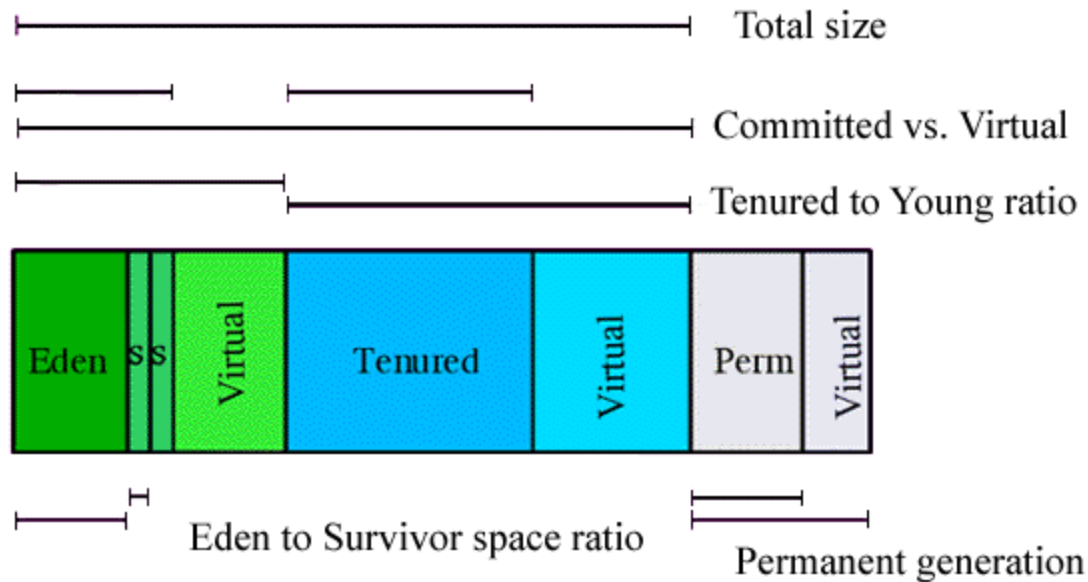 Total size
Committed vs. Virtual
Tenured to Young ratio
Eden
s
s
Virtual
Tenured
Virtual
Perm
Virtual
Eden to Survivor space ratio
Permanent generation